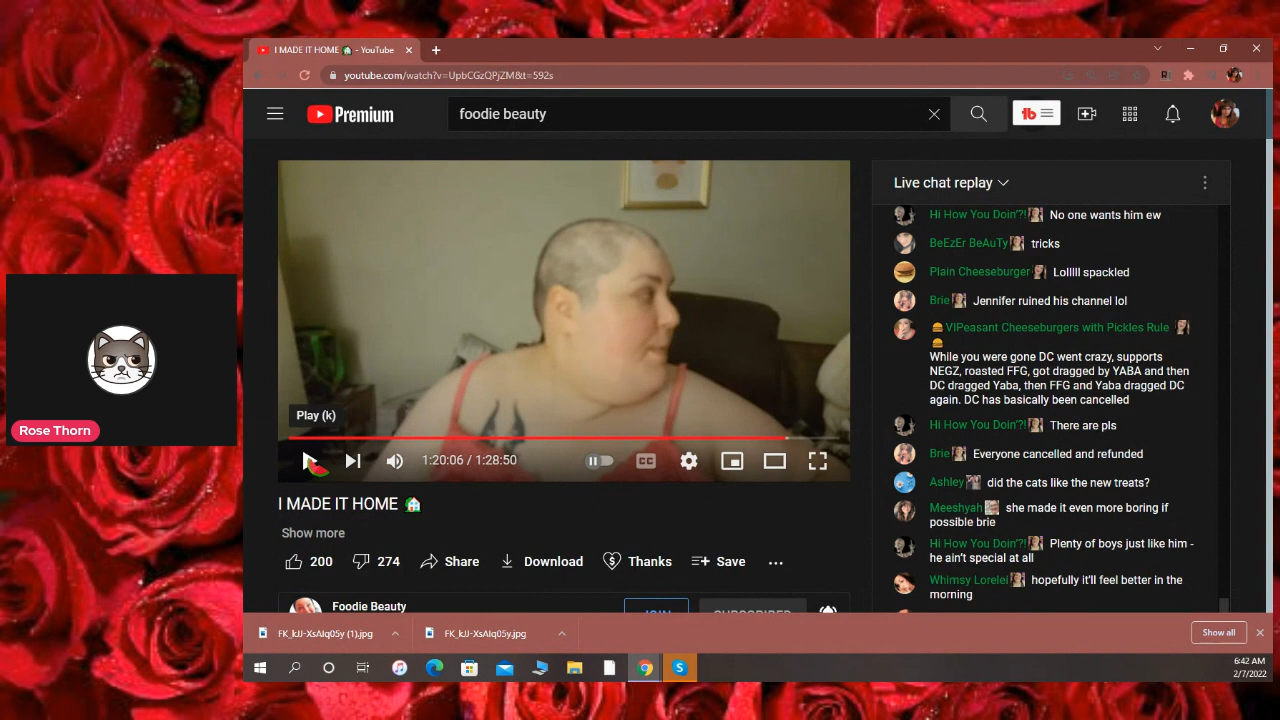 I MADE IT HOME 🏠 - YouTube
youtube.com/watch?v=UpbCGzQPjZM&t=592s
Premium
foodie beauty
Live chat replay
Hi How You Doin'?! No one wants him ew
BeEzEr BeAuTy tricks
Plain Cheeseburger Lolllll spackled
Brie Jennifer ruined his channel lol
🍔VIPeasant Cheeseburgers with Pickles Rule
🍔
While you were gone DC went crazy, supports
NEGZ, roasted FFG, got dragged by YABA and then
DC dragged Yaba, then FFG and Yaba dragged DC
again. DC has basically been cancelled
Hi How You Doin'?! There are pls
Brie Everyone cancelled and refunded
Ashley did the cats like the new treats?
Meeshyah she made it even more boring if
possible brie
Hi How You Doin'?! Plenty of boys just like him -
he ain't special at all
Whimsy Lorelei hopefully it'll feel better in the
morning
Play (k)
1:20:06 / 1:28:50
CC
I MADE IT HOME 🏠
Show more
200
274
Share
Download
Thanks
Save
Foodie Beauty
JOIN
SUBSCRIBED
Rose Thorn
FK_kJJ-XsAIq05y (1).jpg
FK_kJJ-XsAIq05y.jpg
Show all
6:42 AM
2/7/2022